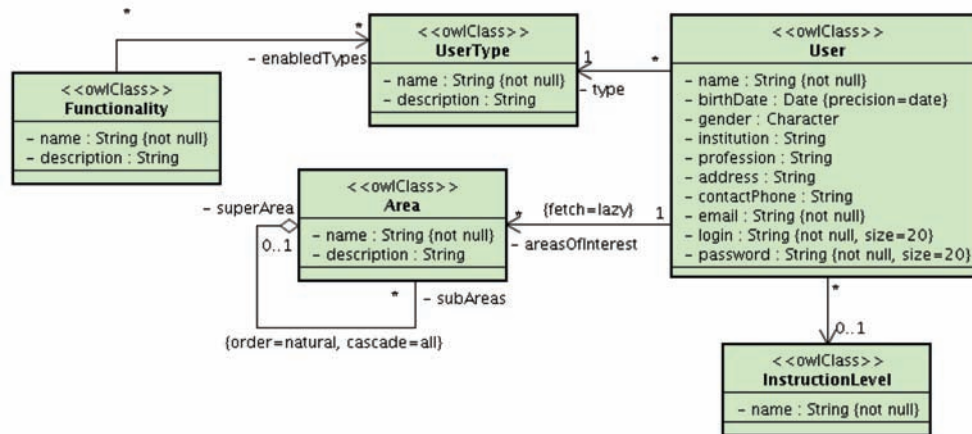 *
*
– enabledTypes
<<owlClass>>
Functionality
– name : String {not null}
– description : String
<<owlClass>>
UserType
– name : String {not null}
– description : String
1
*
– type
<<owlClass>>
User
– name : String {not null}
– birthDate : Date {precision=date}
– gender : Character
– institution : String
– profession : String
– address : String
– contactPhone : String
– email : String {not null}
– login : String {not null, size=20}
– password : String {not null, size=20}
– superArea
0..1
<<owlClass>>
Area
– name : String {not null}
– description : String
*
{fetch=lazy}
1
– areasOfInterest
*
– subAreas
{order=natural, cascade=all}
*
0..1
<<owlClass>>
InstructionLevel
– name : String {not null}